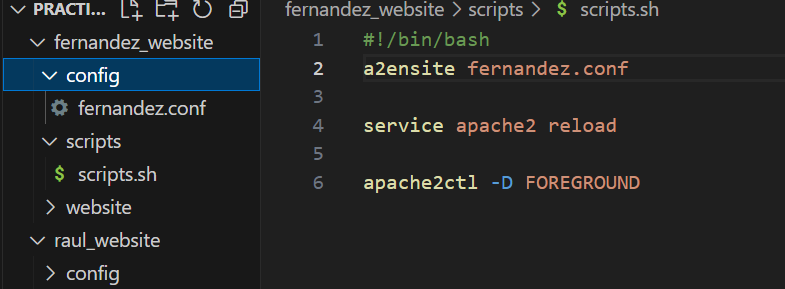 PRACTI...
fernandez_website
config
fernandez.conf
scripts
$ scripts.sh
website
raul_website
config
fernandez_website > scripts > $ scripts.sh
1 #!/bin/bash
2 a2ensite fernandez.conf
3
4 service apache2 reload
5
6 apache2ctl -D FOREGROUND